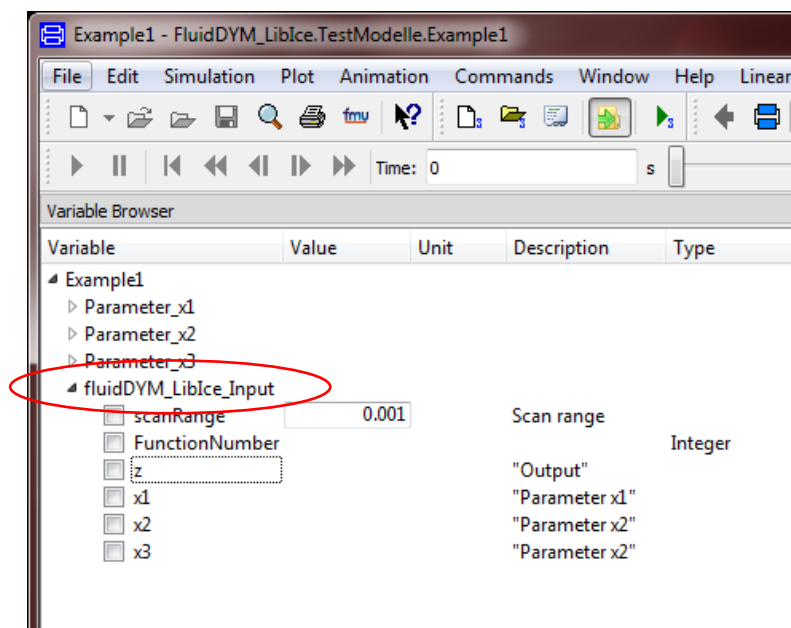 Example1 - FluidDYM_LibIce.TestModelle.Example1
File Edit Simulation Plot Animation Commands Window Help Linear
fmu ? s s s
Time: 0 s
Variable Browser
Variable Value Unit Description Type
Example1
Parameter_x1
Parameter_x2
Parameter_x3
fluidDYM_LibIce_Input
scanRange 0.001 Scan range
FunctionNumber Integer
z "Output"
x1 "Parameter x1"
x2 "Parameter x2"
x3 "Parameter x2"